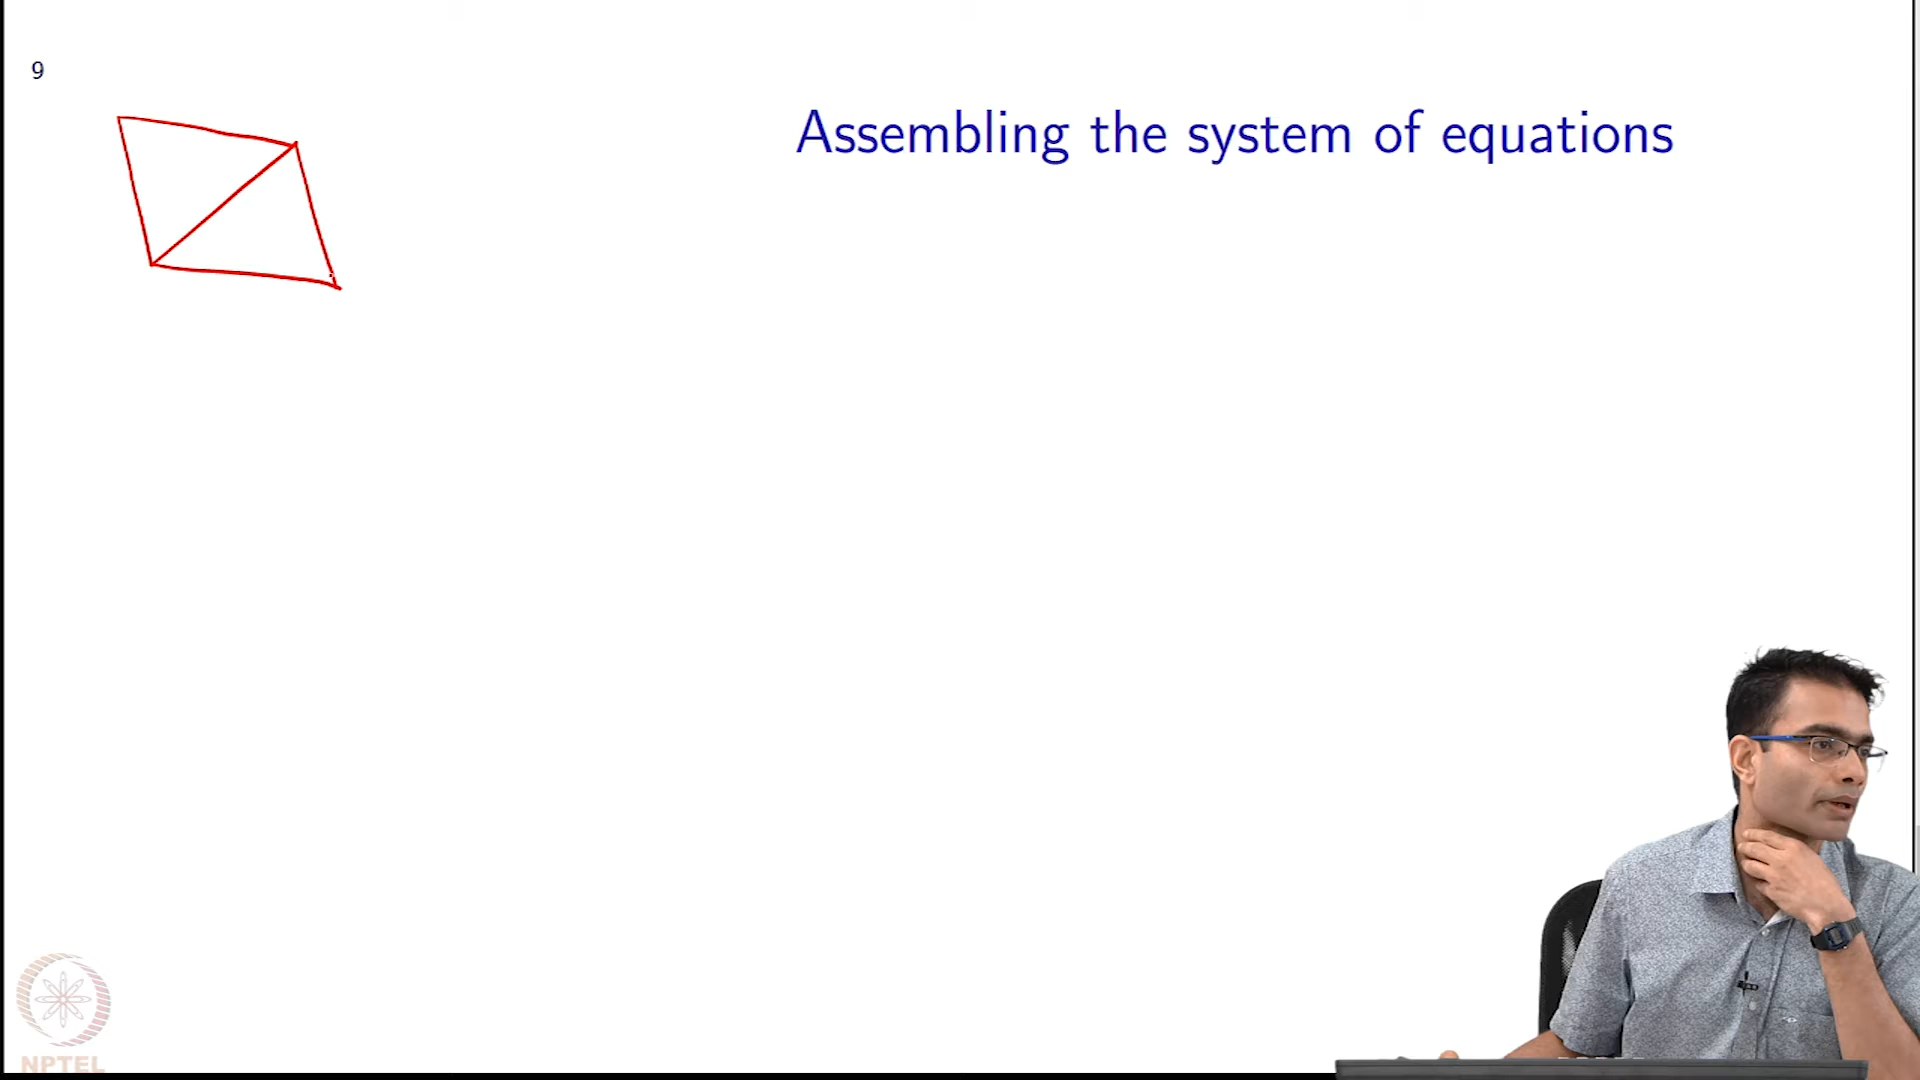 9
Assembling the system of equations
NPTEL